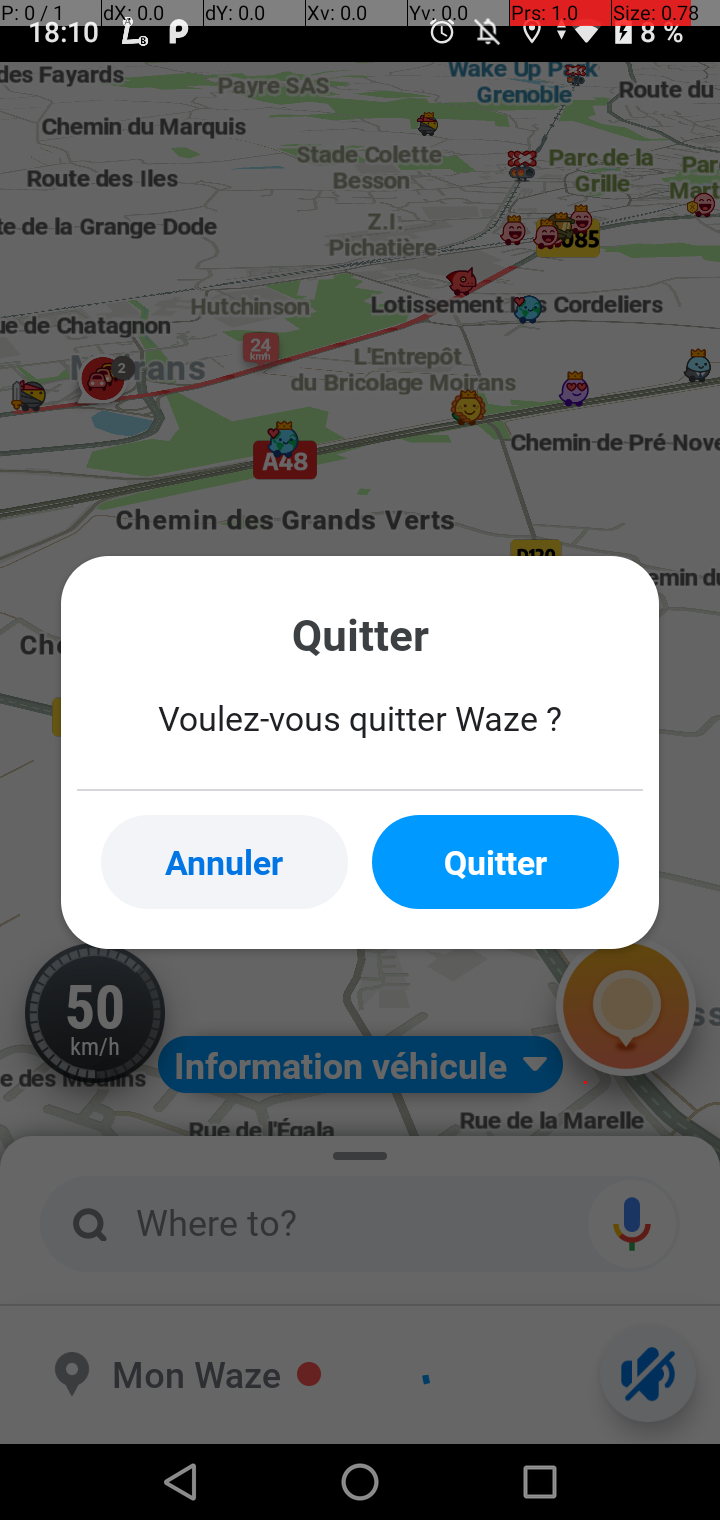 P: 0 / 1 dX: 0.0 dY: 0.0 Xv: 0.0 Yv: 0.0 Prs: 1.0 Size: 0.78
18:10 8 %
des Fayards
Payre SAS
Wake Up Park
Grenoble
Route du
Chemin du Marquis
Stade Colette
Besson
Parc de la
Grille
Par
Mart
Route des Iles
te de la Grange Dode
Z.I.
Pichatière
1085
Hutchinson
Lotissement Des Cordeliers
ue de Chatagnon
24
km/h
L'Entrepôt
du Bricolage Moirans
2
Moirans
A48
Chemin de Pré Nove
Chemin des Grands Verts
D120
emin du
Che
Quitter
Voulez-vous quitter Waze ?
Annuler Quitter
50
km/h
ss
Information véhicule
e des Moulins
Rue de l'Égala
Rue de la Marelle
Where to?
Mon Waze